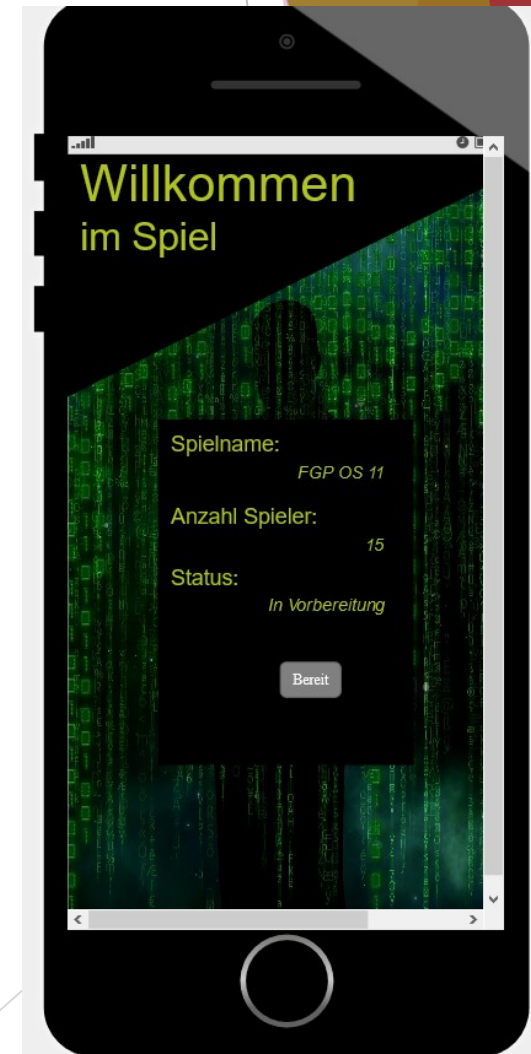 Willkommen
im Spiel
Spielname:
FGP OS 11
Anzahl Spieler:
15
Status:
In Vorbereitung
Bereit